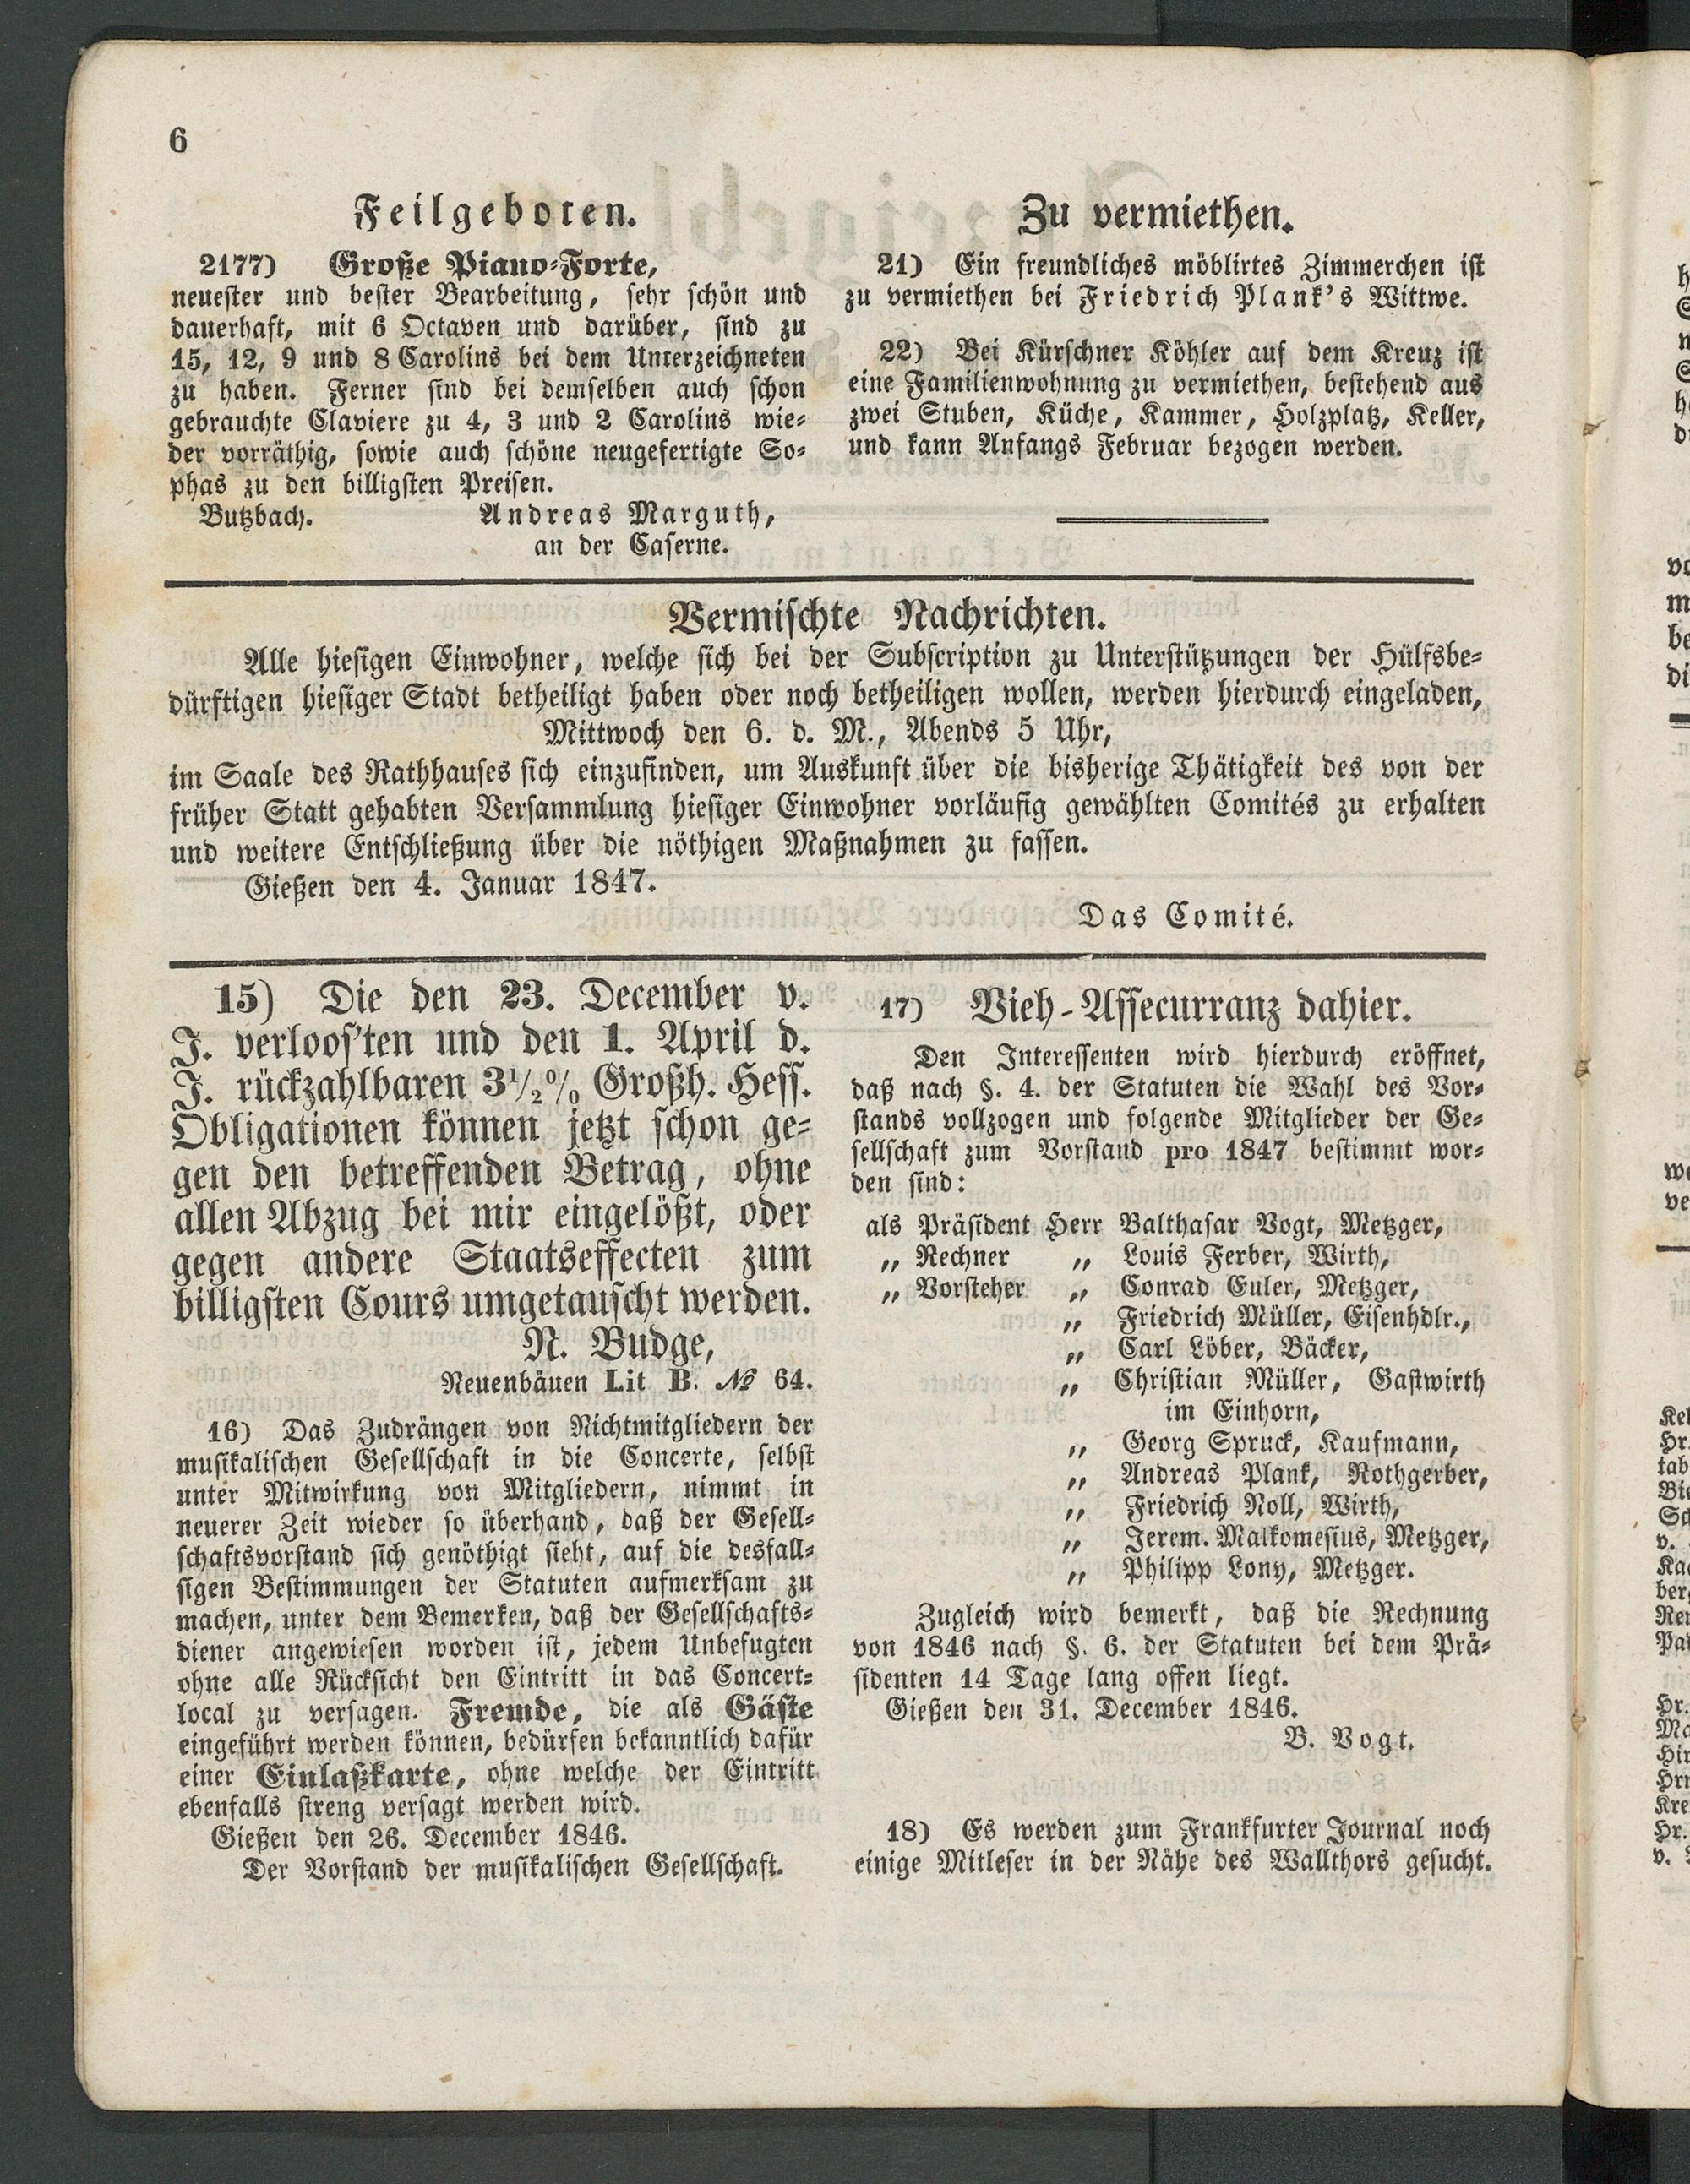 6
Feilgeboten.
2177) Große Piano-Forte,
neuester und bester Bearbeitung, sehr schön und
dauerhaft, mit 6 Octaven und darüber, sind zu
15, 12, 9 und 8 Carolins bei dem Unterzeichneten
zu haben. Ferner sind bei demselben auch schon
gebrauchte Claviere zu 4, 3 und 2 Carolins wie-
der vorräthig, sowie auch schöne neugefertigte So-
phas zu den billigsten Preisen.
Butzbach. Andreas Marguth,
an der Caserne.
Zu vermiethen.
21) Ein freundliches möblirtes Zimmerchen ist
zu vermiethen bei Friedrich Plank's Wittwe.
22) Bei Kürschner Köhler auf dem Kreuz ist
eine Familienwohnung zu vermiethen, bestehend aus
zwei Stuben, Küche, Kammer, Holzplatz, Keller,
und kann Anfangs Februar bezogen werden.
Vermischte Nachrichten.
Alle hiesigen Einwohner, welche sich bei der Subscription zu Unterstützungen der Hülfsbe-
dürftigen hiesiger Stadt betheiligt haben oder noch betheiligen wollen, werden hierdurch eingeladen,
Mittwoch den 6. d. M., Abends 5 Uhr,
im Saale des Rathhauses sich einzufinden, um Auskunft über die bisherige Thätigkeit des von der
früher Statt gehabten Versammlung hiesiger Einwohner vorläufig gewählten Comités zu erhalten
und weitere Entschließung über die nöthigen Maßnahmen zu fassen.
Gießen den 4. Januar 1847.
Das Comité.
15) Die den 23. December v.
J. verloos'ten und den 1. April d.
J. rückzahlbaren 3½% Großh. Hess.
Obligationen können jetzt schon ge-
gen den betreffenden Betrag, ohne
allen Abzug bei mir eingelößt, oder
gegen andere Staatseffecten zum
billigsten Cours umgetauscht werden.
N. Budge,
Neuenbäuen Lit B. № 64.
16) Das Zudrängen von Nichtmitgliedern der
musikalischen Gesellschaft in die Concerte, selbst
unter Mitwirkung von Mitgliedern, nimmt in
neuerer Zeit wieder so überhand, daß der Gesell-
schaftsvorstand sich genöthigt sieht, auf die desfall-
sigen Bestimmungen der Statuten aufmerksam zu
machen, unter dem Bemerken, daß der Gesellschafts-
diener angewiesen worden ist, jedem Unbefugten
ohne alle Rücksicht den Eintritt in das Concert-
local zu versagen. Fremde, die als Gäste
eingeführt werden können, bedürfen bekanntlich dafür
einer Einlaßkarte, ohne welche der Eintritt
ebenfalls streng versagt werden wird.
Gießen den 26. December 1846.
Der Vorstand der musikalischen Gesellschaft.
17) Vieh-Assecurranz dahier.
Den Interessenten wird hierdurch eröffnet,
daß nach §. 4. der Statuten die Wahl des Vor-
stands vollzogen und folgende Mitglieder der Ge-
sellschaft zum Vorstand pro 1847 bestimmt wor-
den sind:
als Präsident Herr Balthasar Vogt, Metzger,
„ Rechner „ Louis Ferber, Wirth,
„ Vorsteher „ Conrad Euler, Metzger,
„ Friedrich Müller, Eisenhdlr.,
„ Carl Löber, Bäcker,
„ Christian Müller, Gastwirth
im Einhorn,
„ Georg Spruck, Kaufmann,
„ Andreas Plank, Rothgerber,
„ Friedrich Noll, Wirth,
„ Jerem. Malkomesius, Metzger,
„ Philipp Lony, Metzger.
Zugleich wird bemerkt, daß die Rechnung
von 1846 nach §. 6. der Statuten bei dem Prä-
sidenten 14 Tage lang offen liegt.
Gießen den 31. December 1846.
B. Vogt.
18) Es werden zum Frankfurter Journal noch
einige Mitleser in der Nähe des Wallthors gesucht.